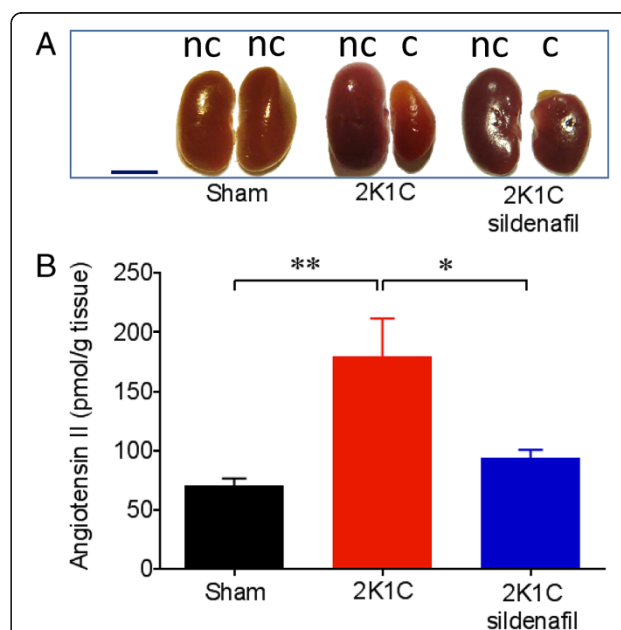 A
nc nc nc c nc c
Sham 2K1C 2K1C
sildenafil
B
Angiotensin II (pmol/g tissue)
250
200
150
100
50
0
** *
Sham 2K1C 2K1C
sildenafil